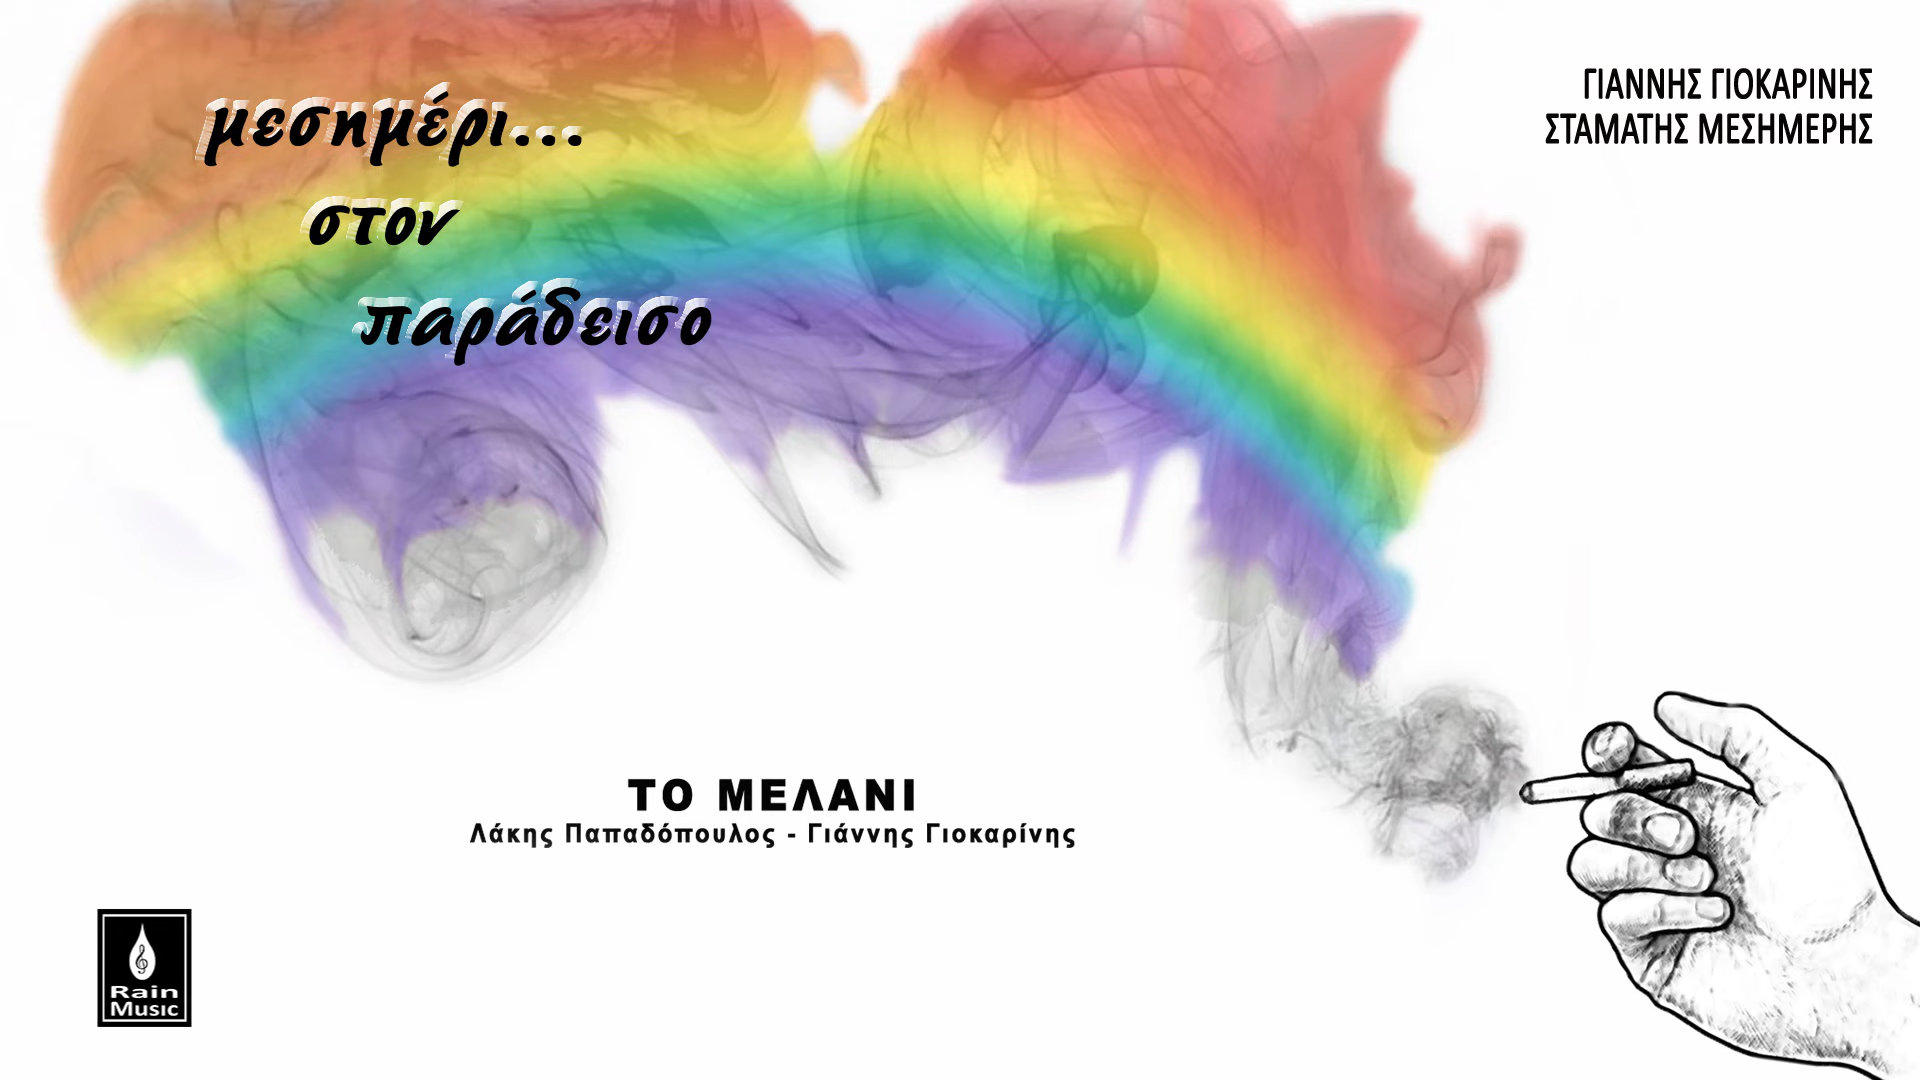 μεσημέρι...
στον
παράδεισο
ΓΙΑΝΝΗΣ ΓΙΟΚΑΡΙΝΗΣ
ΣΤΑΜΑΤΗΣ ΜΕΣΗΜΕΡΗΣ
ΤΟ ΜΕΛΑΝΙ
Λάκης Παπαδόπουλος - Γιάννης Γιοκαρίνης
Rain
Music